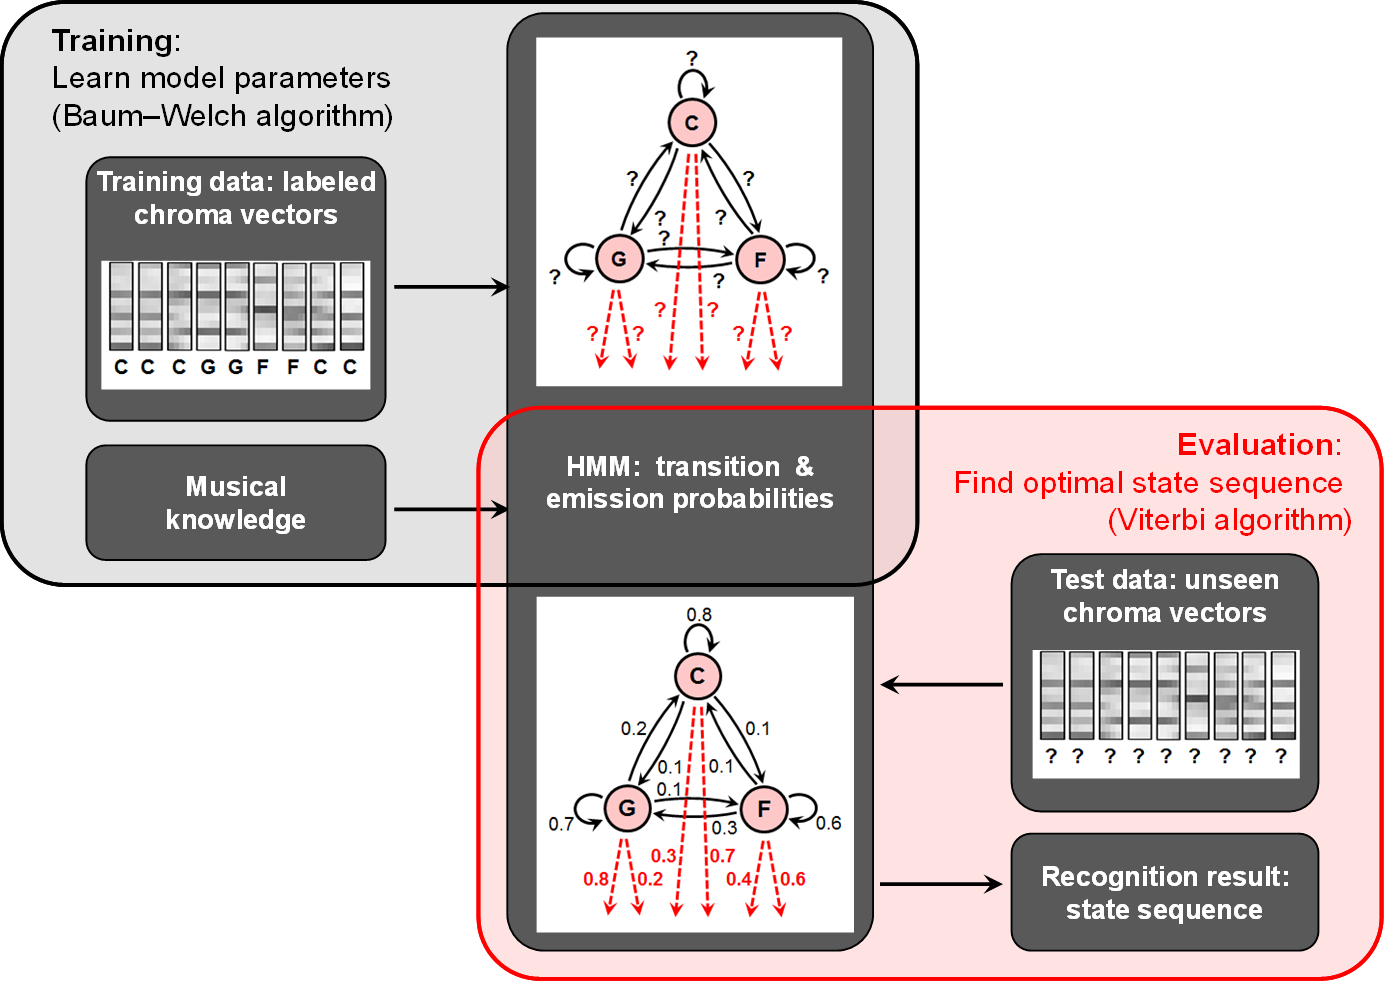 Training:
Learn model parameters
(Baum–Welch algorithm)
Training data: labeled
chroma vectors
C C C G G F F C C
Musical
knowledge
?
C
? ?
? ?
?
G F
? ? ?
? ?
? ? ? ?
HMM: transition &
emission probabilities
Evaluation:
Find optimal state sequence
(Viterbi algorithm)
Test data: unseen
chroma vectors
? ? ? ? ? ? ? ? ?
Recognition result:
state sequence
0.8
C
0.2 0.1
0.1 0.1
0.1
G F
0.7 0.3 0.6
0.3 0.7
0.8 0.2 0.4 0.6